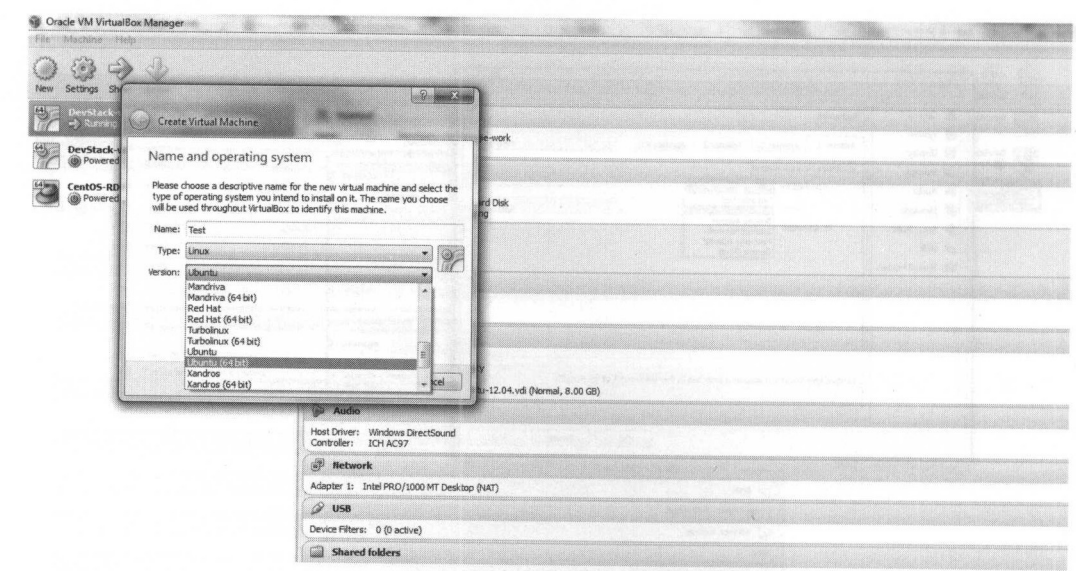 Oracle VM VirtualBox Manager
File Machine Help
New Settings Sh
DevStack
Running
DevStack-
Powered
CentOS-RD
Powered
Create Virtual Machine
Name and operating system
Please choose a descriptive name for the new virtual machine and select the
type of operating system you intend to install on it. The name you choose
will be used throughout VirtualBox to identify this machine.
Name: Test
Type: Linux
Version: Ubuntu
Mandriva
Mandriva (64 bit)
Red Hat
Red Hat (64 bit)
Turbolinux
Turbolinux (64 bit)
Ubuntu
Ubuntu (64 bit)
Xandros
Xandros (64 bit)
cel
e-work
ard Disk
ng
tu-12.04.vdi (Normal, 8.00 GB)
Audio
Host Driver: Windows DirectSound
Controller: ICH AC97
Network
Adapter 1: Intel PRO/1000 MT Desktop (NAT)
USB
Device Filters: 0 (0 active)
Shared folders